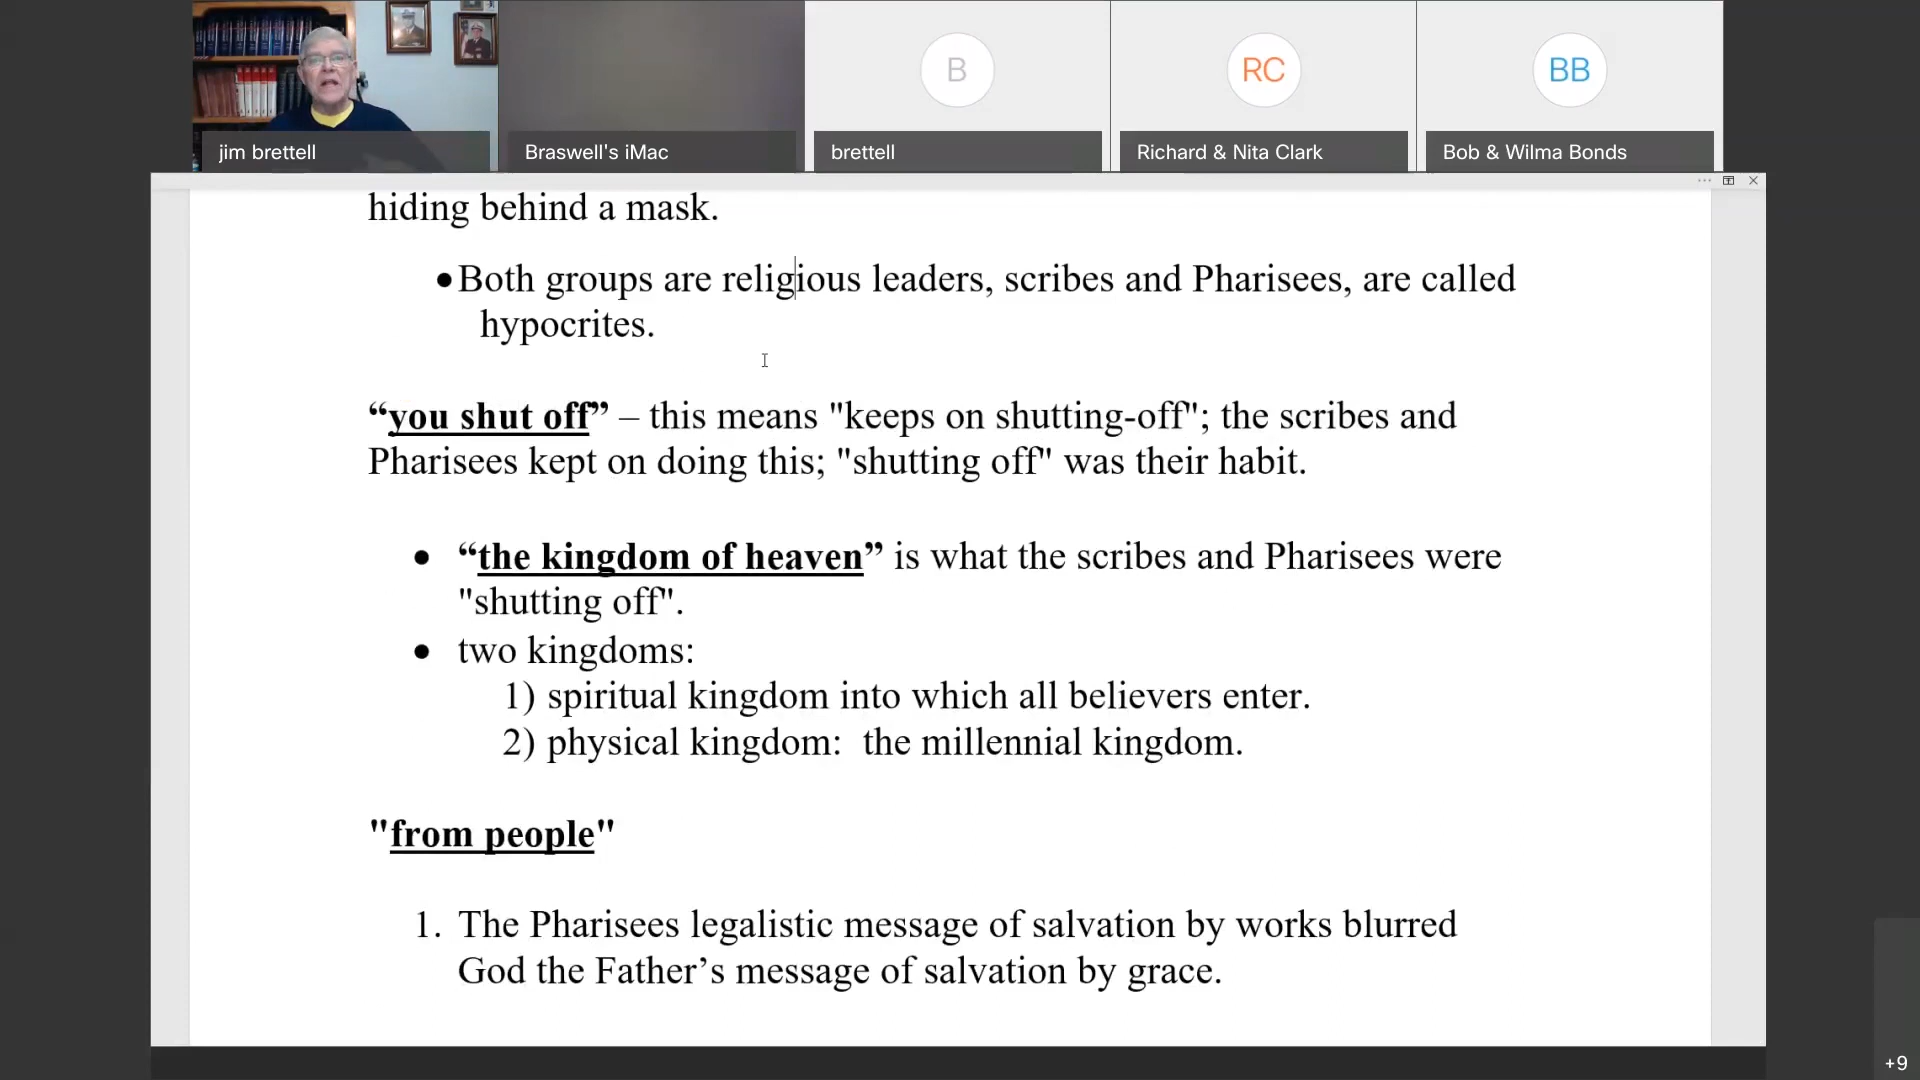 B
RC
BB
jim brettell
Braswell's iMac
brettell
Richard & Nita Clark
Bob & Wilma Bonds
hiding behind a mask.
•Both groups are religious leaders, scribes and Pharisees, are called
hypocrites.
“you shut off” – this means "keeps on shutting-off"; the scribes and
Pharisees kept on doing this; "shutting off" was their habit.
• “the kingdom of heaven” is what the scribes and Pharisees were
"shutting off".
• two kingdoms:
1) spiritual kingdom into which all believers enter.
2) physical kingdom:  the millennial kingdom.
"from people"
1. The Pharisees legalistic message of salvation by works blurred
God the Father’s message of salvation by grace.
+9